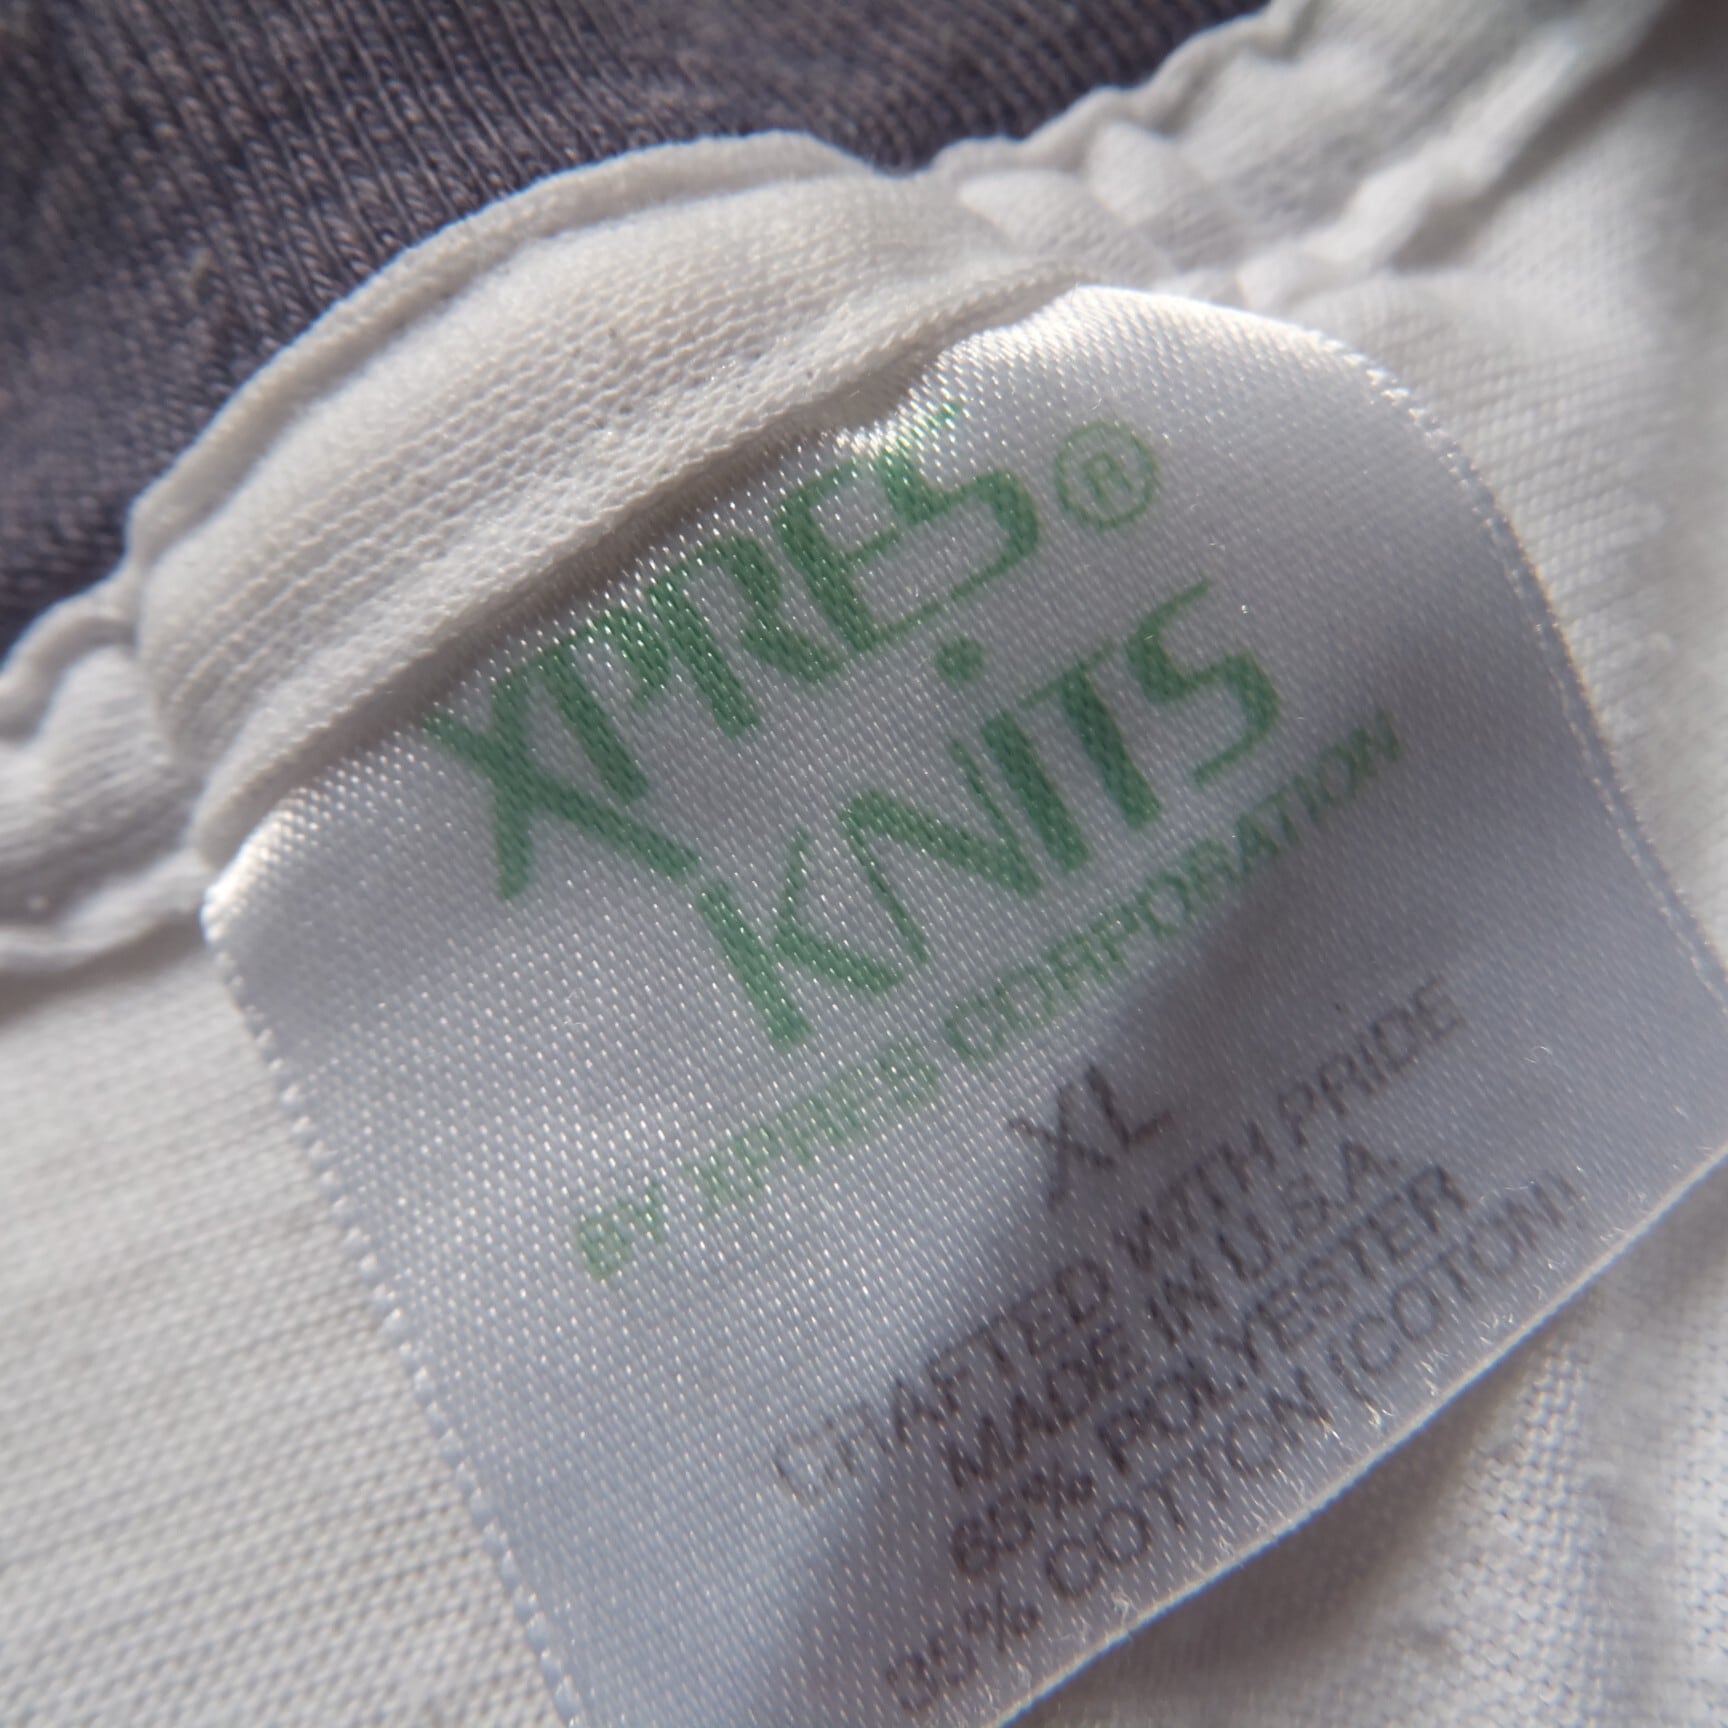 XPRES®
KNITS
BY XPRES CORPORATION
XL
CRAFTED WITH PRIDE
MADE IN U.S.A.
65% POLYESTER
35% COTTON (COTON)